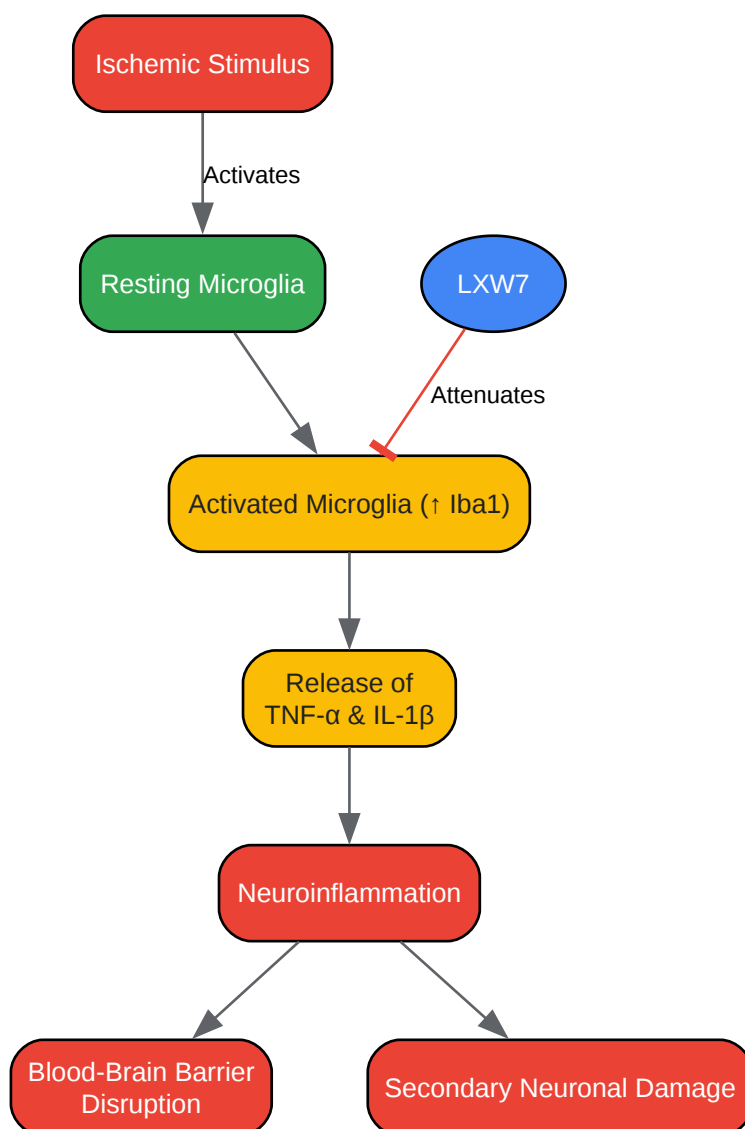 Ischemic Stimulus
Activates
Resting Microglia
LXW7
Attenuates
Activated Microglia (↑ Iba1)
Release of
TNF-α & IL-1β
Neuroinflammation
Blood-Brain Barrier
Disruption
Secondary Neuronal Damage